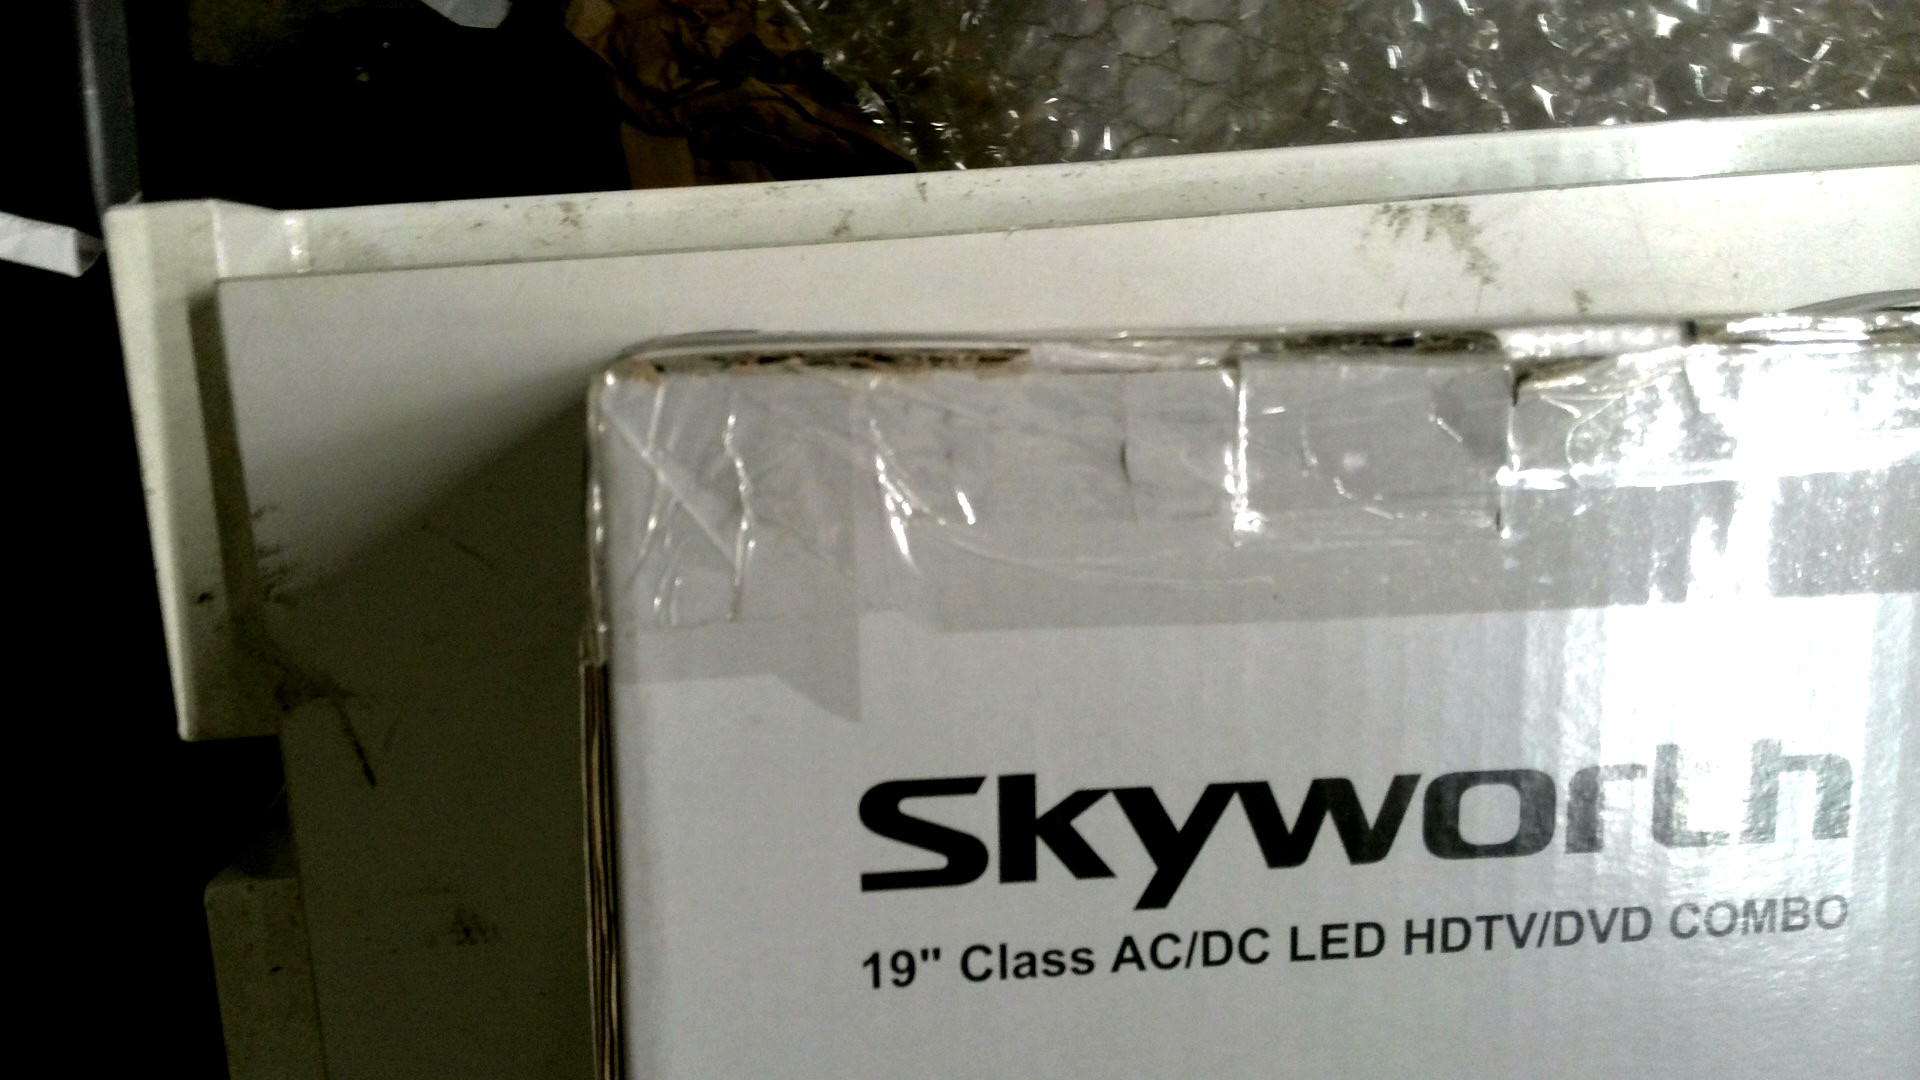 Skyworth
19" Class AC/DC LED HDTV/DVD COMBO